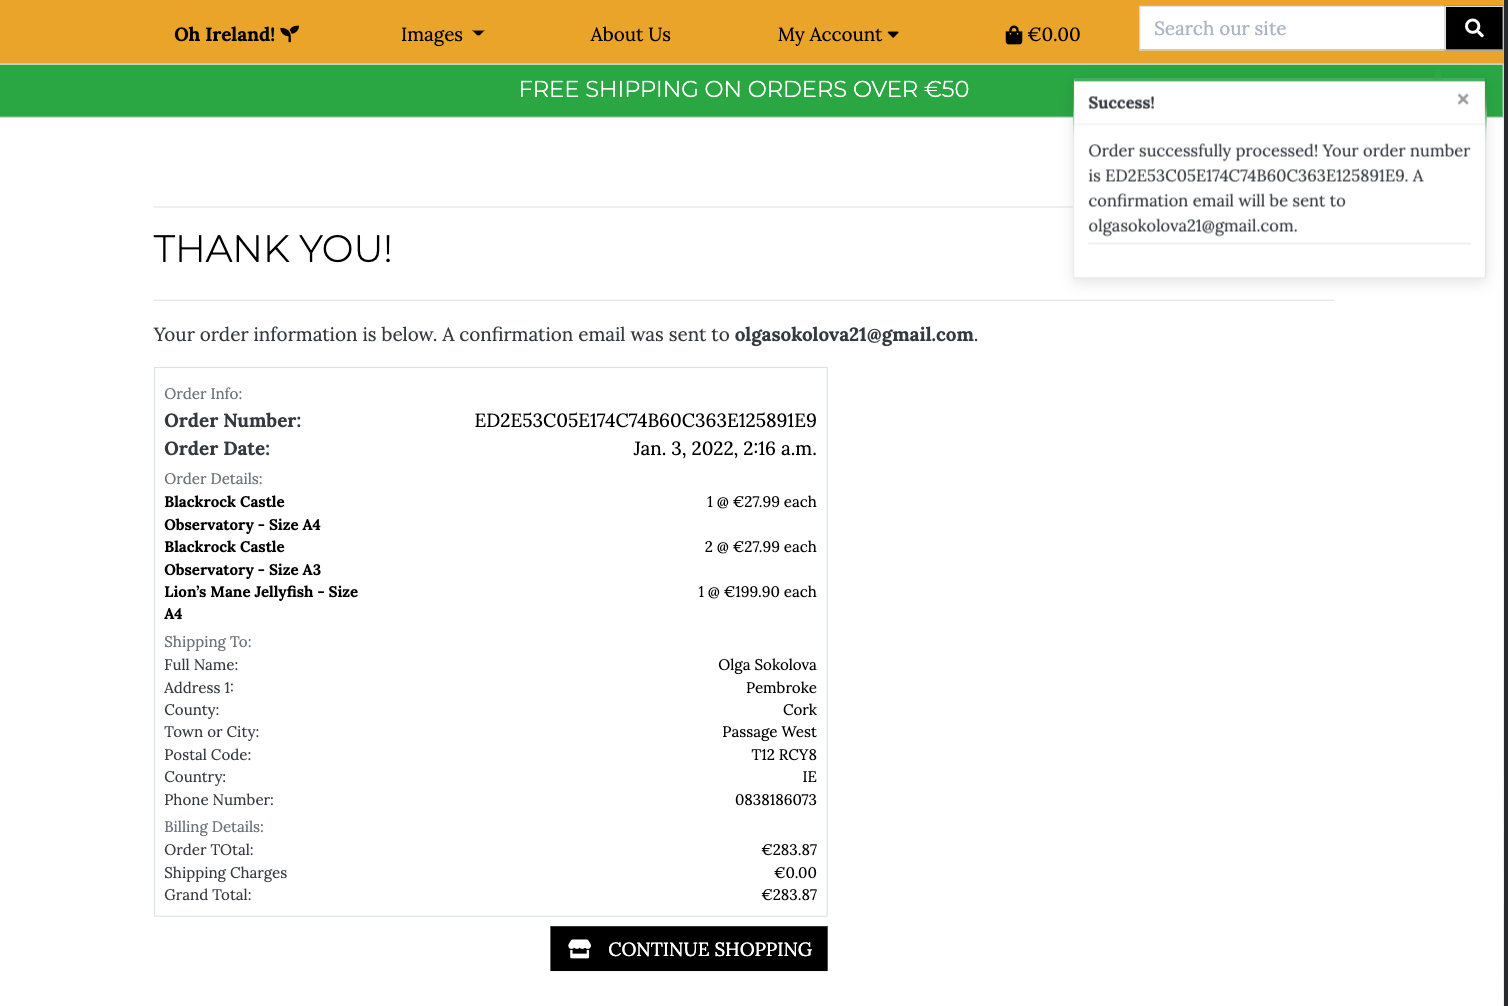 Oh Ireland!
Images
About Us
My Account
€0.00
Search our site
FREE SHIPPING ON ORDERS OVER €50
Success!
×
Order successfully processed! Your order number
is ED2E53C05E174C74B60C363E125891E9. A
confirmation email will be sent to
olgasokolova21@gmail.com.
THANK YOU!
Your order information is below. A confirmation email was sent to olgasokolova21@gmail.com.
Order Info:
Order Number: ED2E53C05E174C74B60C363E125891E9
Order Date: Jan. 3, 2022, 2:16 a.m.
Order Details:
Blackrock Castle 1 @ €27.99 each
Observatory - Size A4
Blackrock Castle 2 @ €27.99 each
Observatory - Size A3
Lion's Mane Jellyfish - Size 1 @ €199.90 each
A4
Shipping To:
Full Name: Olga Sokolova
Address 1: Pembroke
County: Cork
Town or City: Passage West
Postal Code: T12 RCY8
Country: IE
Phone Number: 0838186073
Billing Details:
Order TOtal: €283.87
Shipping Charges €0.00
Grand Total: €283.87
CONTINUE SHOPPING